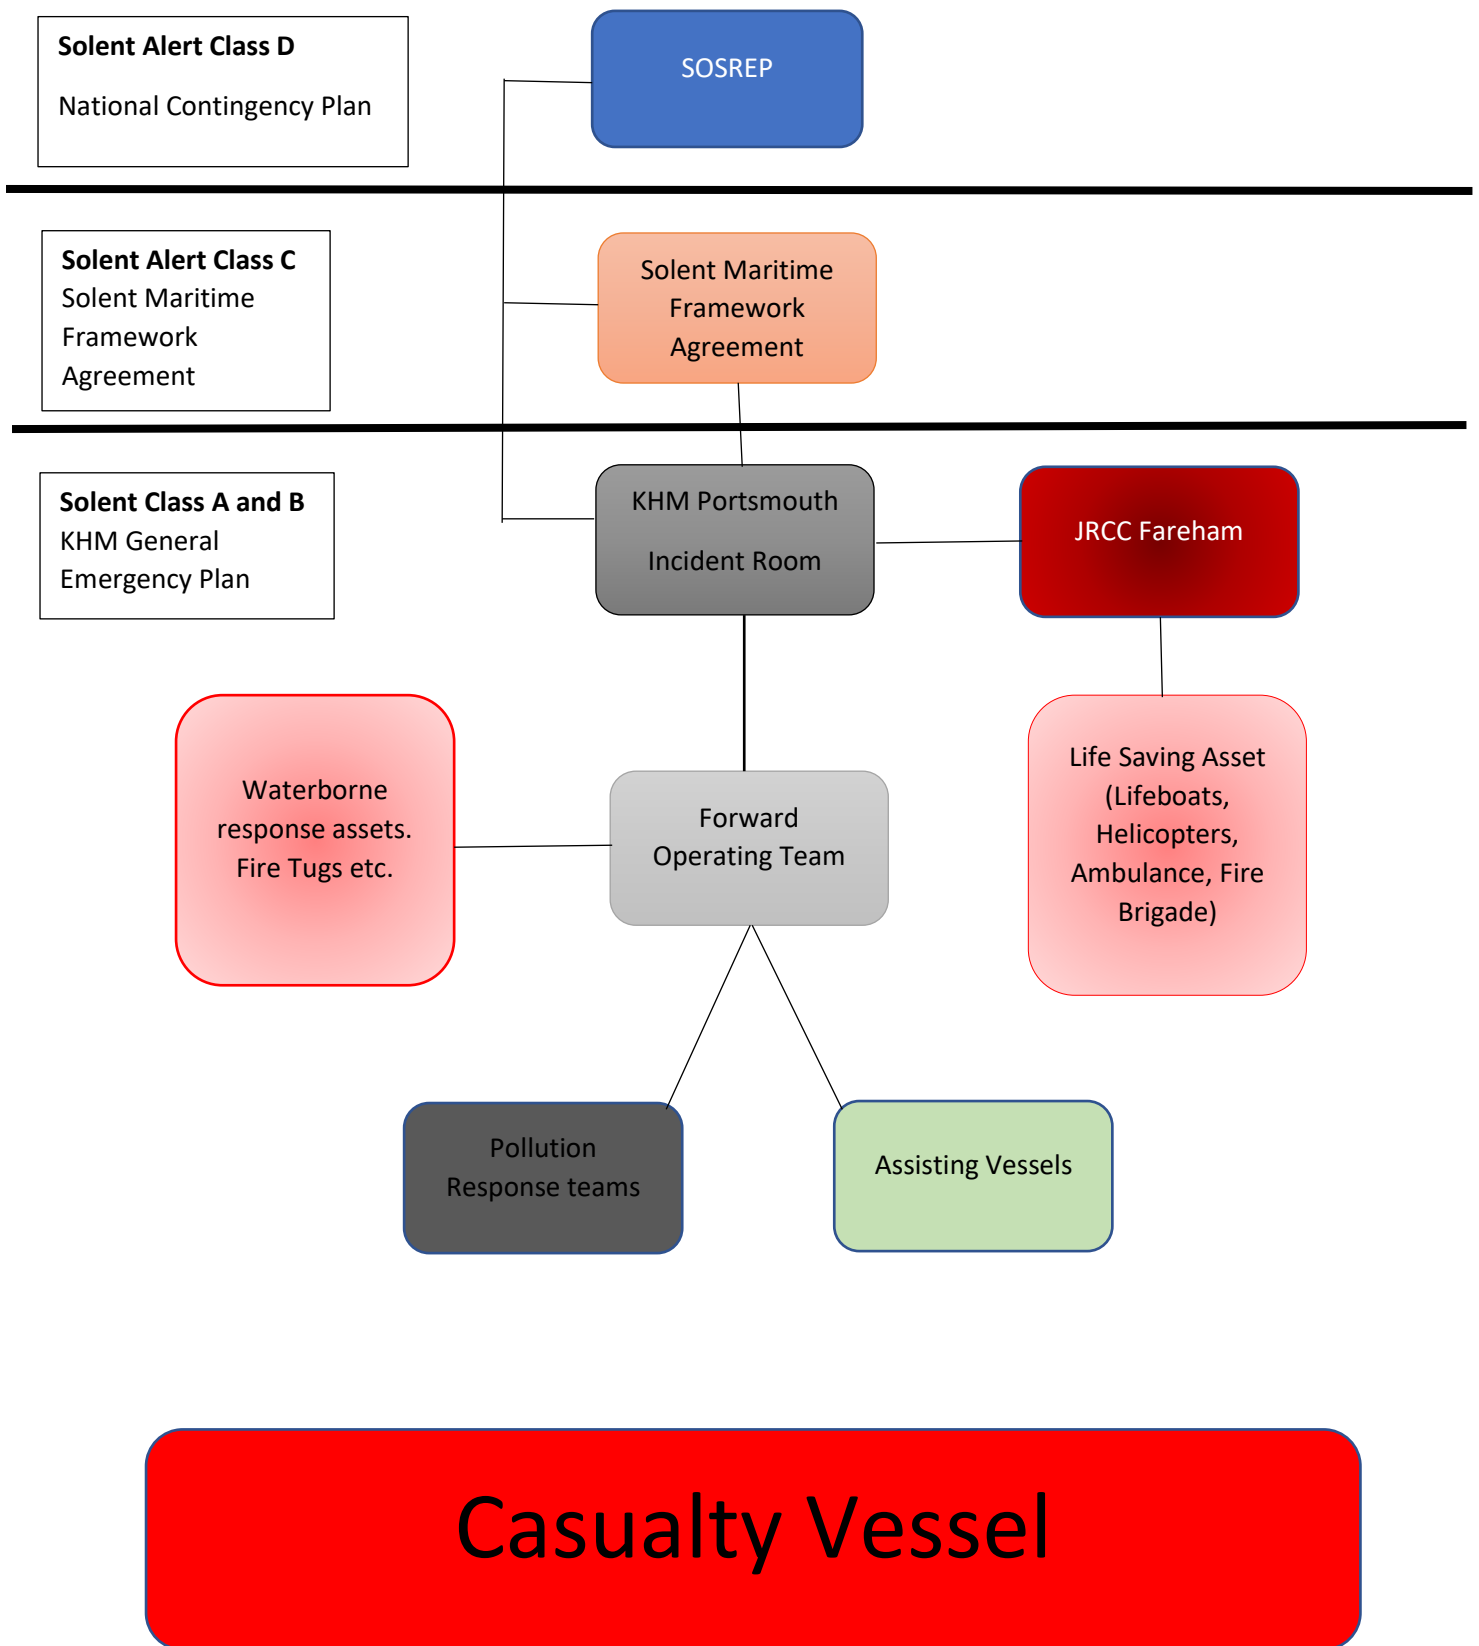 Solent Alert Class D
National Contingency Plan
SOSREP
Solent Alert Class C
Solent Maritime
Framework
Agreement
Solent Maritime
Framework
Agreement
Solent Class A and B
KHM General
Emergency Plan
KHM Portsmouth
Incident Room
JRCC Fareham
Waterborne
response assets.
Fire Tugs etc.
Forward
Operating Team
Life Saving Asset
(Lifeboats,
Helicopters,
Ambulance, Fire
Brigade)
Pollution
Response teams
Assisting Vessels
Casualty Vessel